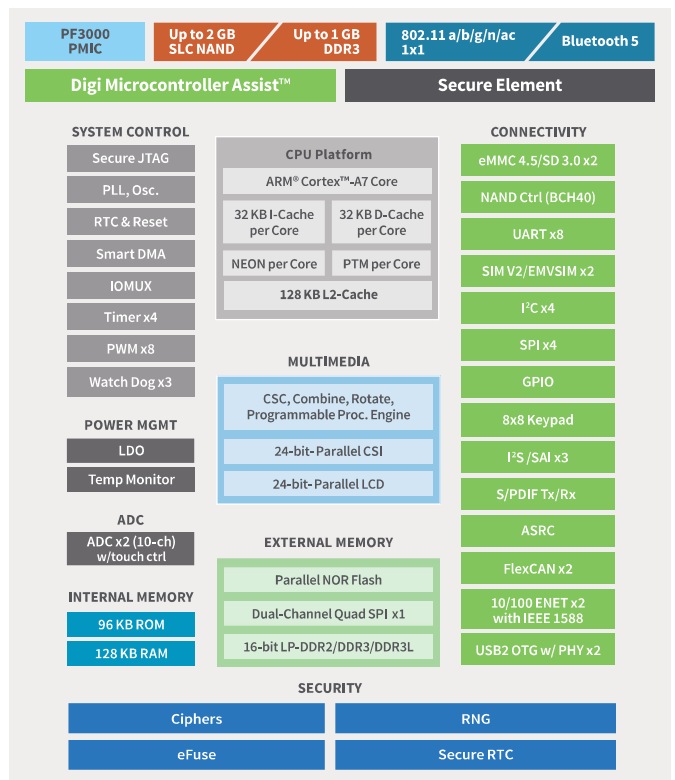 PF3000
PMIC
Up to 2 GB
SLC NAND
Up to 1 GB
DDR3
802.11 a/b/g/n/ac
1x1
Bluetooth 5
Digi Microcontroller Assist™
Secure Element
SYSTEM CONTROL
Secure JTAG
PLL, Osc.
RTC & Reset
Smart DMA
IOMUX
Timer x4
PWM x8
Watch Dog x3
POWER MGMT
LDO
Temp Monitor
ADC
ADC x2 (10-ch)
w/touch ctrl
INTERNAL MEMORY
96 KB ROM
128 KB RAM
CPU Platform
ARM® Cortex™-A7 Core
32 KB I-Cache
per Core
32 KB D-Cache
per Core
NEON per Core
PTM per Core
128 KB L2-Cache
MULTIMEDIA
CSC, Combine, Rotate,
Programmable Proc. Engine
24-bit-Parallel CSI
24-bit-Parallel LCD
EXTERNAL MEMORY
Parallel NOR Flash
Dual-Channel Quad SPI x1
16-bit LP-DDR2/DDR3/DDR3L
CONNECTIVITY
eMMC 4.5/SD 3.0 x2
NAND Ctrl (BCH40)
UART x8
SIM V2/EMVSIM x2
I²C x4
SPI x4
GPIO
8x8 Keypad
I²S /SAI x3
S/PDIF Tx/Rx
ASRC
FlexCAN x2
10/100 ENET x2
with IEEE 1588
USB2 OTG w/ PHY x2
SECURITY
Ciphers
RNG
eFuse
Secure RTC